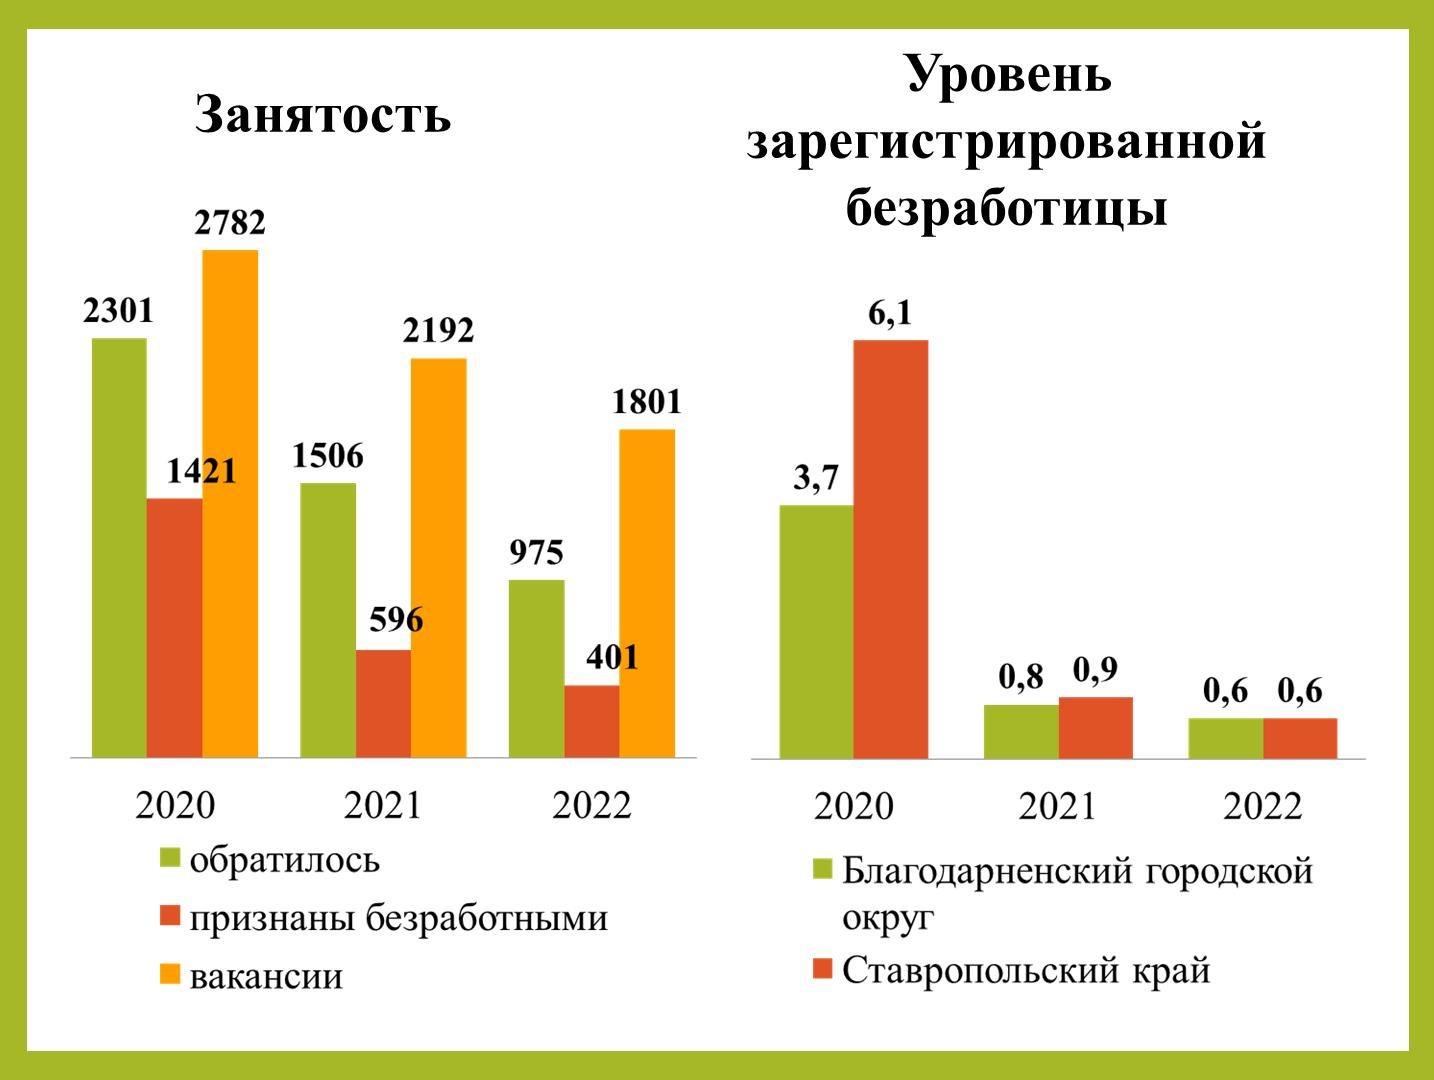 Занятость
2782
2301
2192
1801
1506
1421
975
596
401
2020 2021 2022
обратилось
признаны безработными
вакансии
Уровень
зарегистрированной
безработицы
6,1
3,7
0,8 0,9
0,6 0,6
2020 2021 2022
Благодарненский городской
округ
Ставропольский край